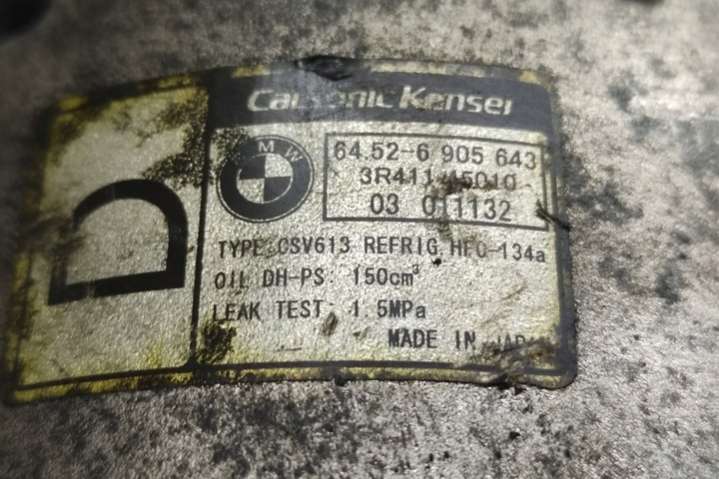 D
Calsonic Kansei
BMW
64.52-6 905 643
3R411-45010
03 011132
TYPE CSV613 REFRIG HFC-134a
OIL DH-PS: 150cm³
LEAK TEST: 1.5MPa
MADE IN JAPAN